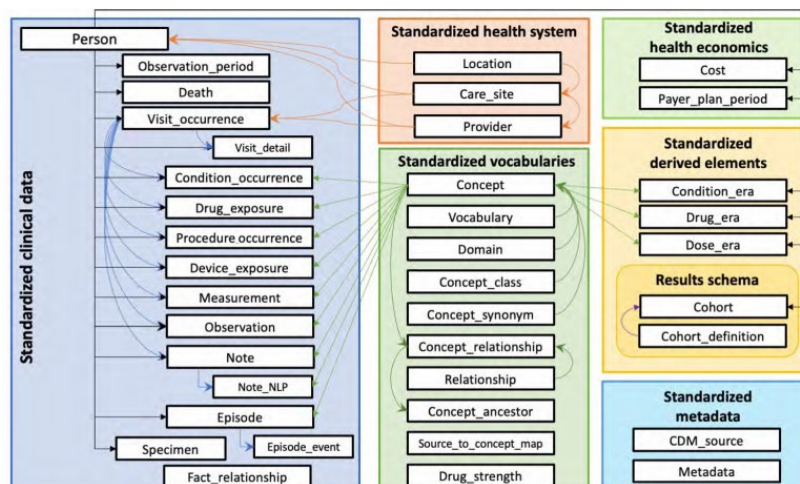 Standardized clinical data
Person
Observation_period
Death
Visit_occurrence
Visit_detail
Condition_occurrence
Drug_exposure
Procedure occurrence
Device_exposure
Measurement
Observation
Note
Note_NLP
Episode
Episode_event
Specimen
Fact_relationship
Standardized health system
Location
Care_site
Provider
Standardized vocabularies
Concept
Vocabulary
Domain
Concept_class
Concept_synonym
Concept_relationship
Relationship
Concept_ancestor
Source_to_concept_map
Drug_strength
Standardized
health economics
Cost
Payer_plan_period
Standardized
derived elements
Condition_era
Drug_era
Dose_era
Results schema
Cohort
Cohort_definition
Standardized
metadata
CDM_source
Metadata